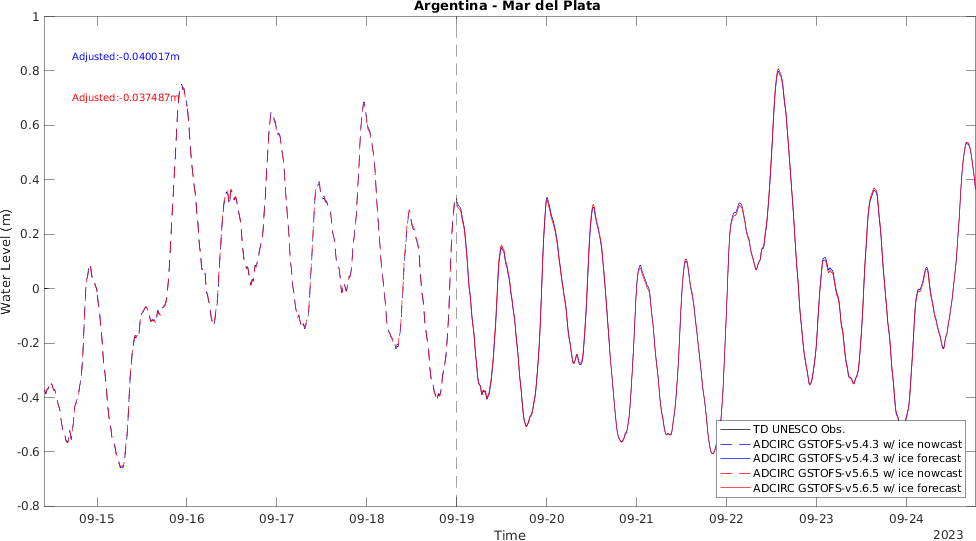 Argentina - Mar del Plata
Adjusted:-0.040017m
Adjusted:-0.037487m
Water Level (m)
1
0.8
0.6
0.4
0.2
0
-0.2
-0.4
-0.6
-0.8
TD UNESCO Obs.
ADCIRC GSTOFS-v5.4.3 w/ ice nowcast
ADCIRC GSTOFS-v5.4.3 w/ ice forecast
ADCIRC GSTOFS-v5.6.5 w/ ice nowcast
ADCIRC GSTOFS-v5.6.5 w/ ice forecast
09-15 09-16 09-17 09-18 09-19 09-20 09-21 09-22 09-23 09-24
Time
2023